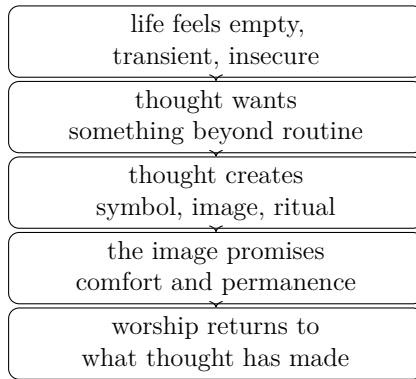 life feels empty,
transient, insecure
thought wants
something beyond routine
thought creates
symbol, image, ritual
the image promises
comfort and permanence
worship returns to
what thought has made